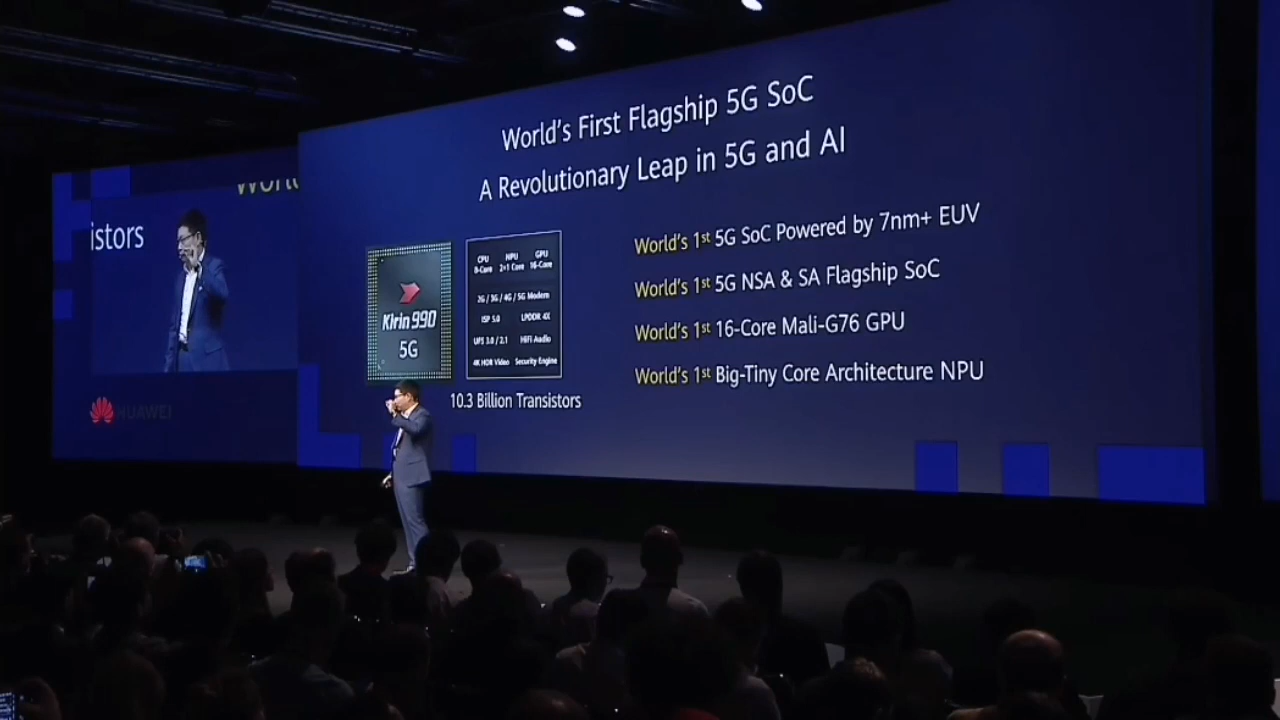 World's First Flagship 5G SoC
A Revolutionary Leap in 5G and AI
istors
HUAWEI
Kirin 990
5G
CPU NPU GPU
8-Core 2+1 Core 16-Core
2G / 3G / 4G / 5G Modem
ISP 5.0 LPDDR 4X
UFS 3.0 / 2.1 HiFi Audio
4K HDR Video Security Engine
10.3 Billion Transistors
World's 1st 5G SoC Powered by 7nm+ EUV
World's 1st 5G NSA & SA Flagship SoC
World's 1st 16-Core Mali-G76 GPU
World's 1st Big-Tiny Core Architecture NPU